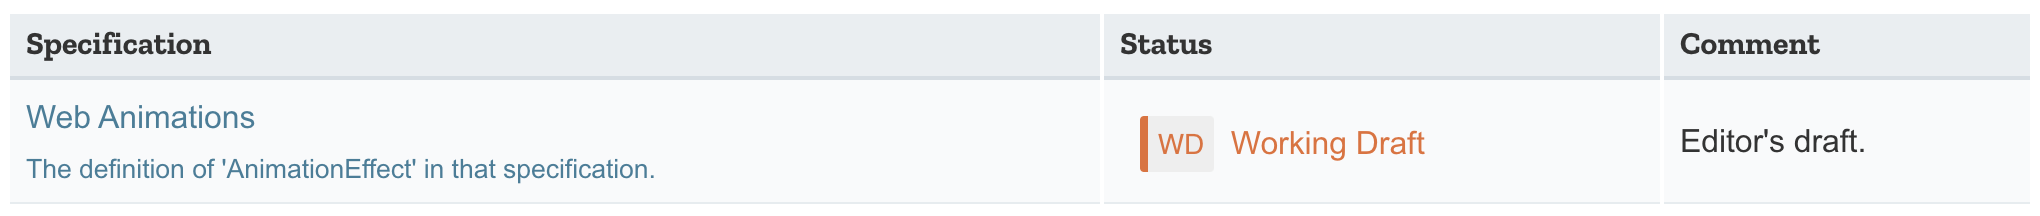 Specification Status Comment
Web Animations
The definition of 'AnimationEffect' in that specification.
WD Working Draft
Editor's draft.